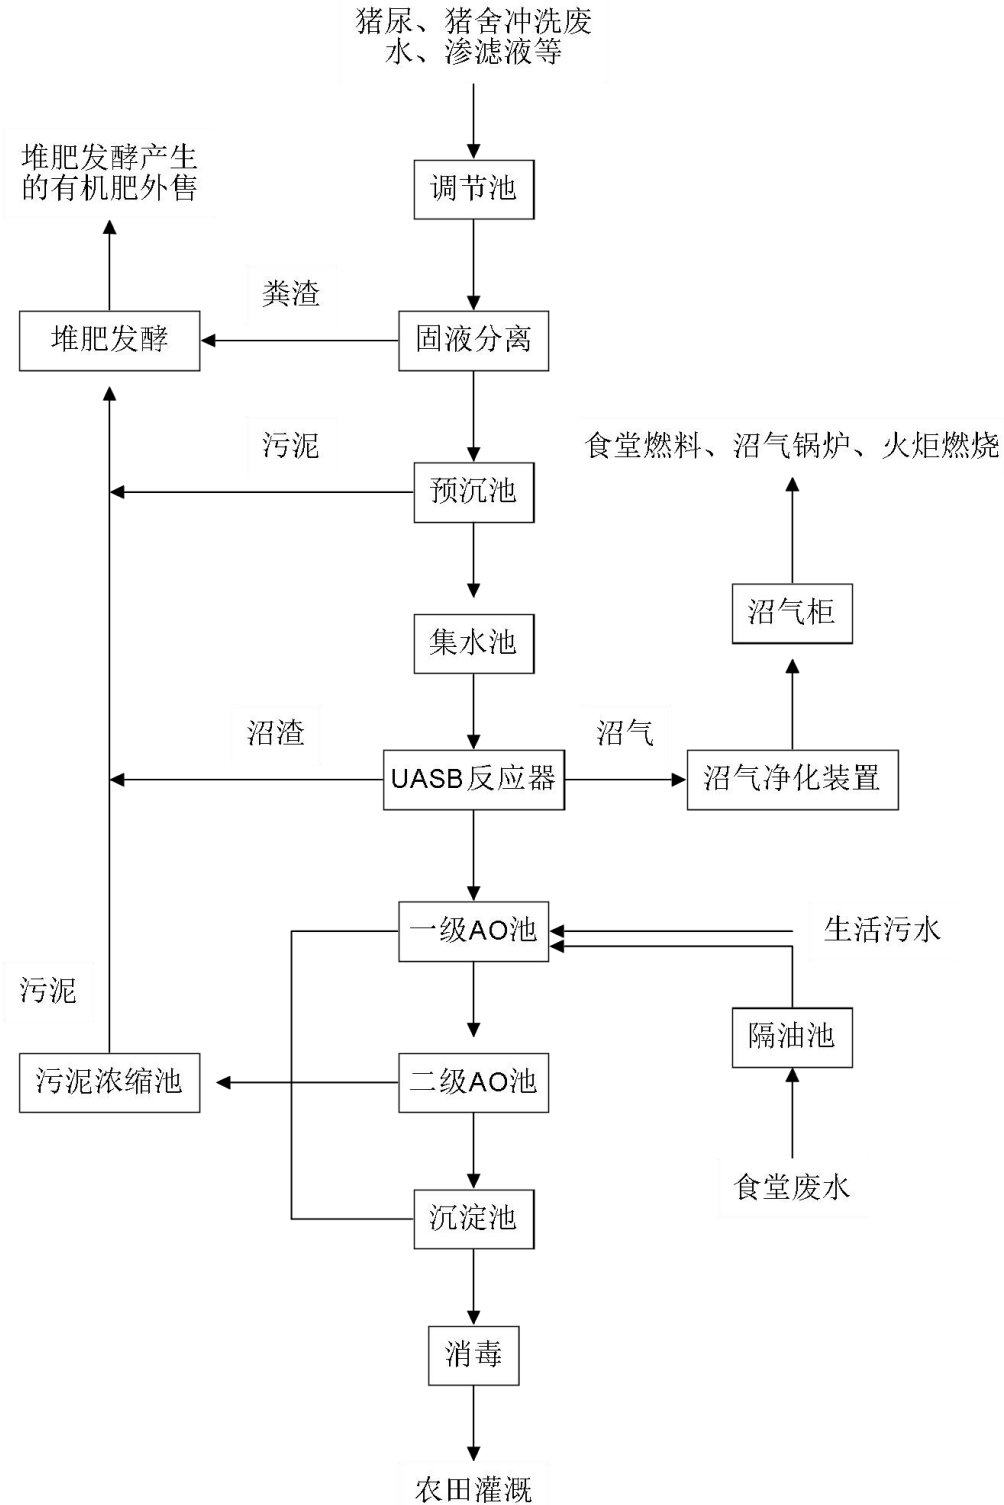 猪尿、猪舍冲洗废
水、渗滤液等
堆肥发酵产生
的有机肥外售
调节池
粪渣
堆肥发酵
固液分离
污泥
食堂燃料、沼气锅炉、火炬燃烧
预沉池
沼气柜
集水池
沼渣
沼气
UASB反应器
沼气净化装置
一级AO池
生活污水
污泥
隔油池
污泥浓缩池
二级AO池
食堂废水
沉淀池
消毒
农田灌溉